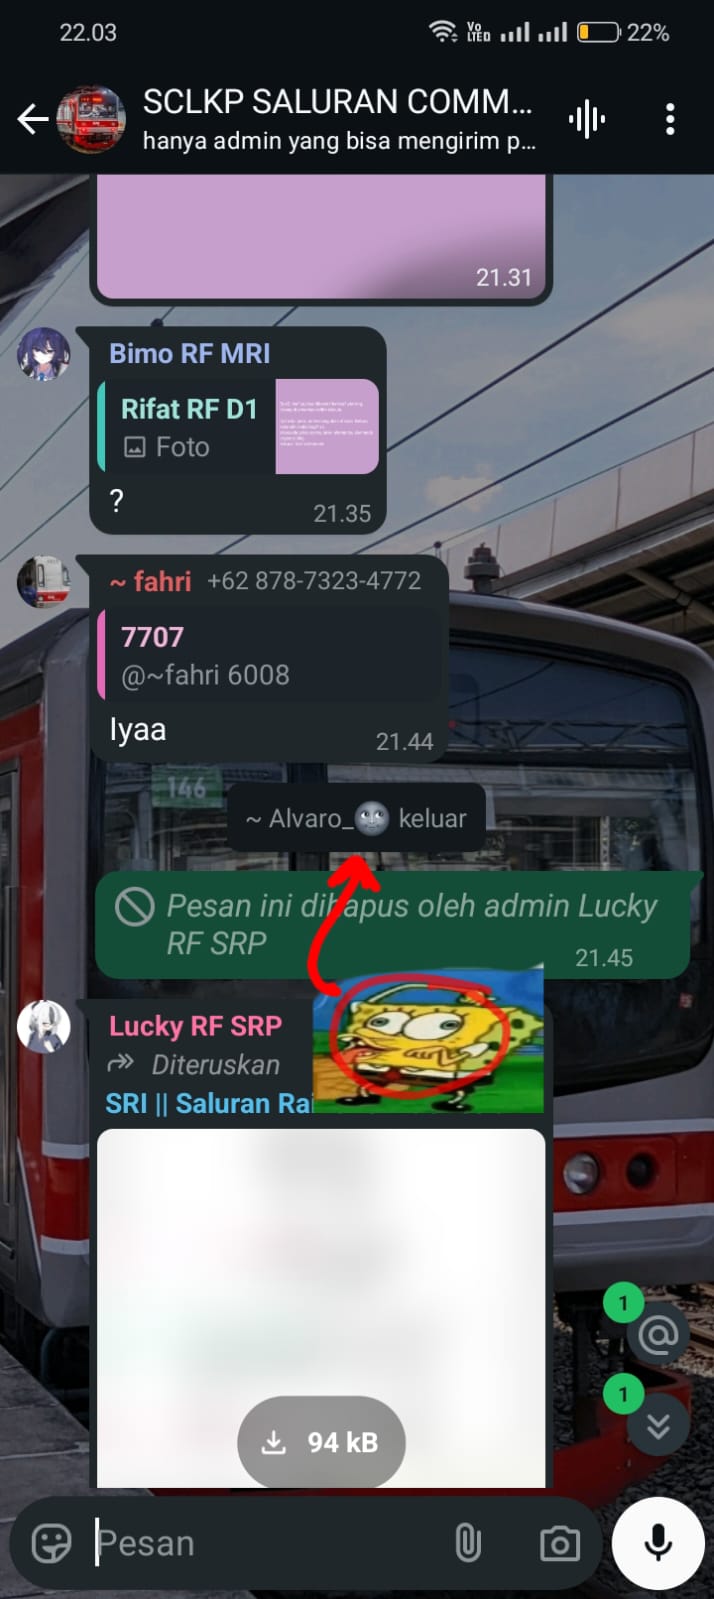 22.03
Vo
LTED
22%
SCLKP SALURAN COMM...
hanya admin yang bisa mengirim p...
21.31
Bimo RF MRI
Rifat RF D1
Foto
?
21.35
~ fahri +62 878-7323-4772
7707
@~fahri 6008
Iyaa
21.44
146
~ Alvaro_🌚 keluar
Pesan ini dihapus oleh admin Lucky
RF SRP
21.45
Lucky RF SRP
Diteruskan
SRI || Saluran Rai
1
1
94 kB
Pesan